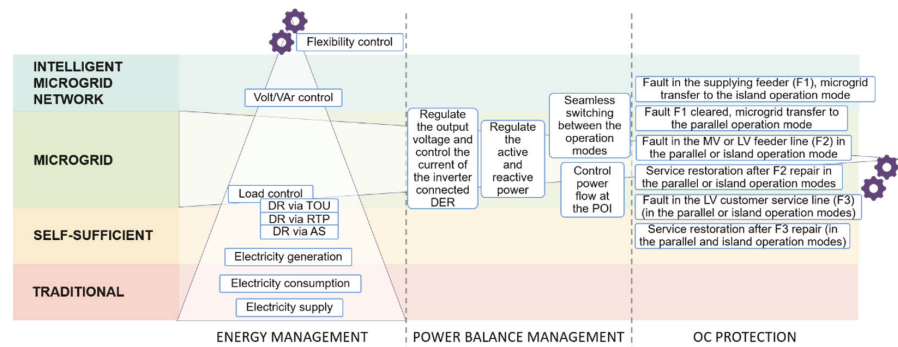 Flexibility control
INTELLIGENT
MICROGRID
NETWORK
MICROGRID
SELF-SUFFICIENT
TRADITIONAL
Volt/VAr control
Load control
DR via TOU
DR via RTP
DR via AS
Electricity generation
Electricity consumption
Electricity supply
ENERGY MANAGEMENT
Regulate
the output
voltage and
control the
current of
the inverter
connected
DER
Regulate
the active
and
reactive
power
Seamless
switching
between the
operation
modes
Control
power
flow at
the POI
POWER BALANCE MANAGEMENT
Fault in the supplying feeder (F1), microgrid
transfer to the island operation mode
Fault F1 cleared, microgrid transfer to
the parallel operation mode
Fault in the MV or LV feeder line (F2) in
the parallel or island operation mode
Service restoration after F2 repair in
the parallel or island operation modes
Fault in the LV customer service line (F3)
(in the parallel or island operation modes)
Service restoration after F3 repair (in
the parallel and island operation modes)
OC PROTECTION